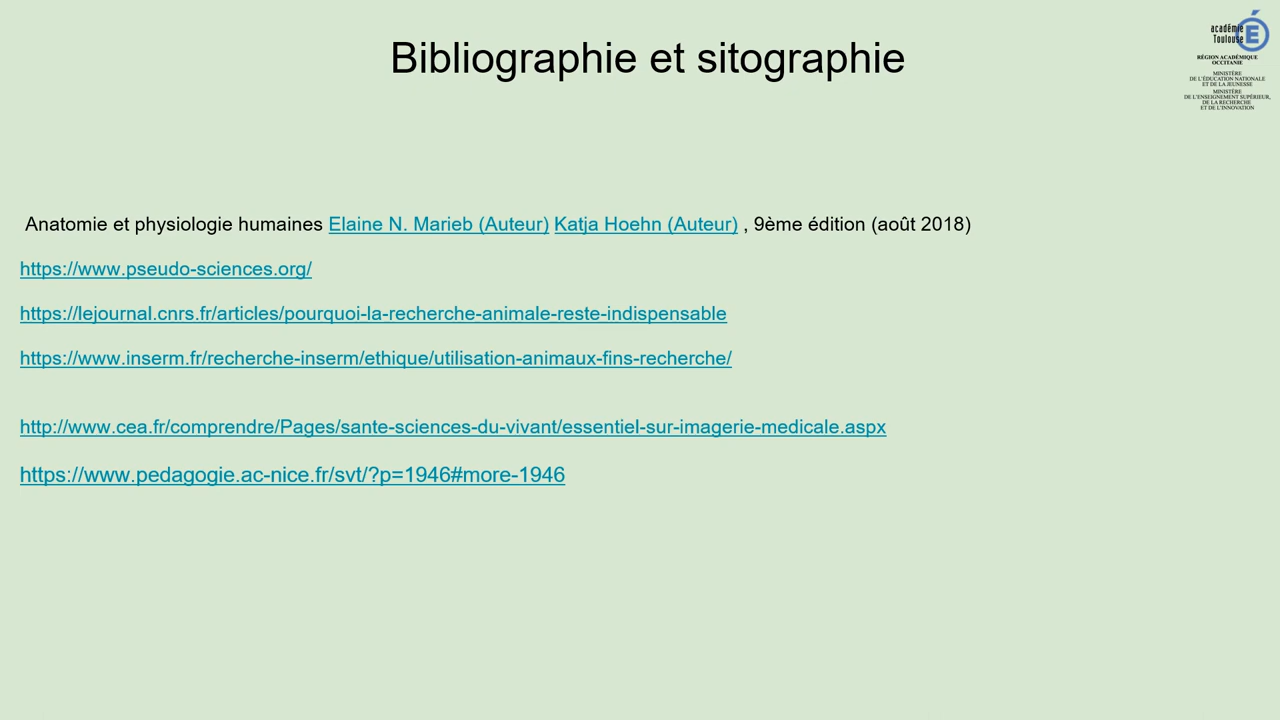 Bibliographie et sitographie
académie
Toulouse
RÉGION ACADÉMIQUE
OCCITANIE
MINISTÈRE
DE L'ÉDUCATION NATIONALE
ET DE LA JEUNESSE
MINISTÈRE
DE L'ENSEIGNEMENT SUPÉRIEUR,
DE LA RECHERCHE
ET DE L'INNOVATION
Anatomie et physiologie humaines Elaine N. Marieb (Auteur) Katja Hoehn (Auteur) , 9ème édition (août 2018)
https://www.pseudo-sciences.org/
https://lejournal.cnrs.fr/articles/pourquoi-la-recherche-animale-reste-indispensable
https://www.inserm.fr/recherche-inserm/ethique/utilisation-animaux-fins-recherche/
http://www.cea.fr/comprendre/Pages/sante-sciences-du-vivant/essentiel-sur-imagerie-medicale.aspx
https://www.pedagogie.ac-nice.fr/svt/?p=1946#more-1946